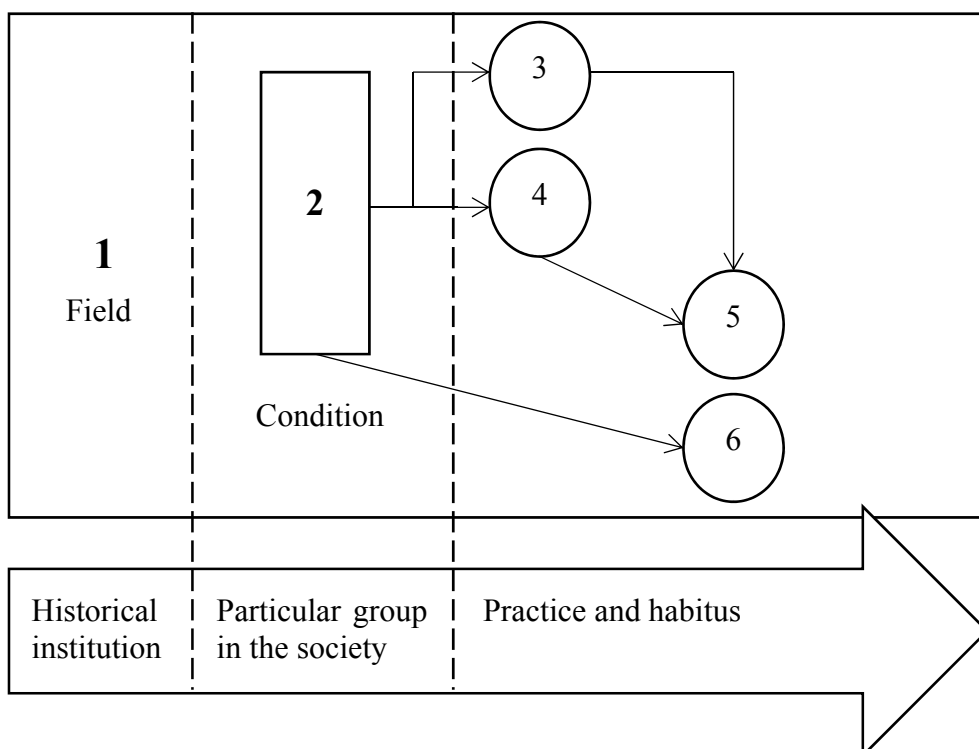 3
2
4
1
Field
5
Condition
6
Historical
institution
Particular group
in the society
Practice and habitus